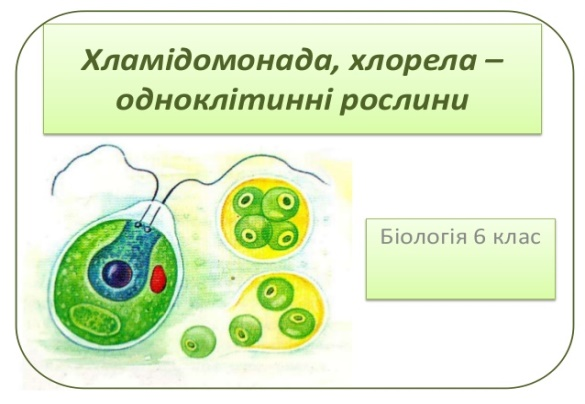 Хламідомонада, хлорела –
одноклітинні рослини
Біологія 6 клас